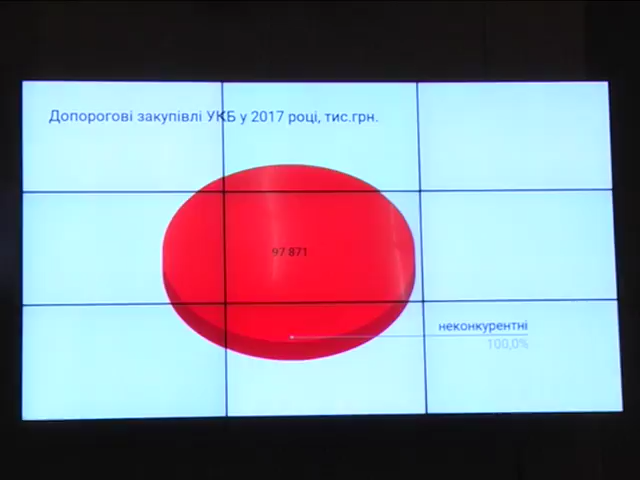 Допорогові закупівлі УКБ у 2017 році, тис.грн.
97 871
неконкурентні
100,0%